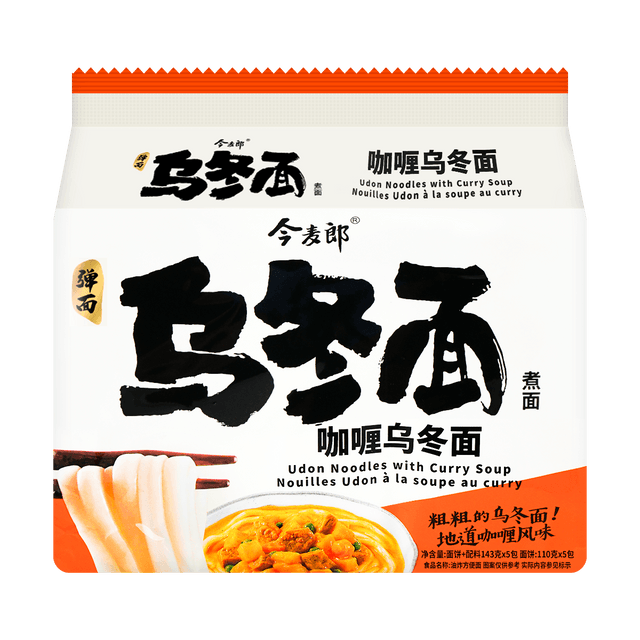 今麦郎®
弹面
乌冬面
煮面
咖喱乌冬面
Udon Noodles with Curry Soup
Nouilles Udon à la soupe au curry
今麦郎®
弹面
乌冬面
煮面
咖喱乌冬面
Udon Noodles with Curry Soup
Nouilles Udon à la soupe au curry
粗粗的乌冬面!
地道咖喱风味
净含量:面饼+配料143克x5包 面饼:110克x5包
食品名称:油炸方便面 图案仅供参考 实际内容参见标示